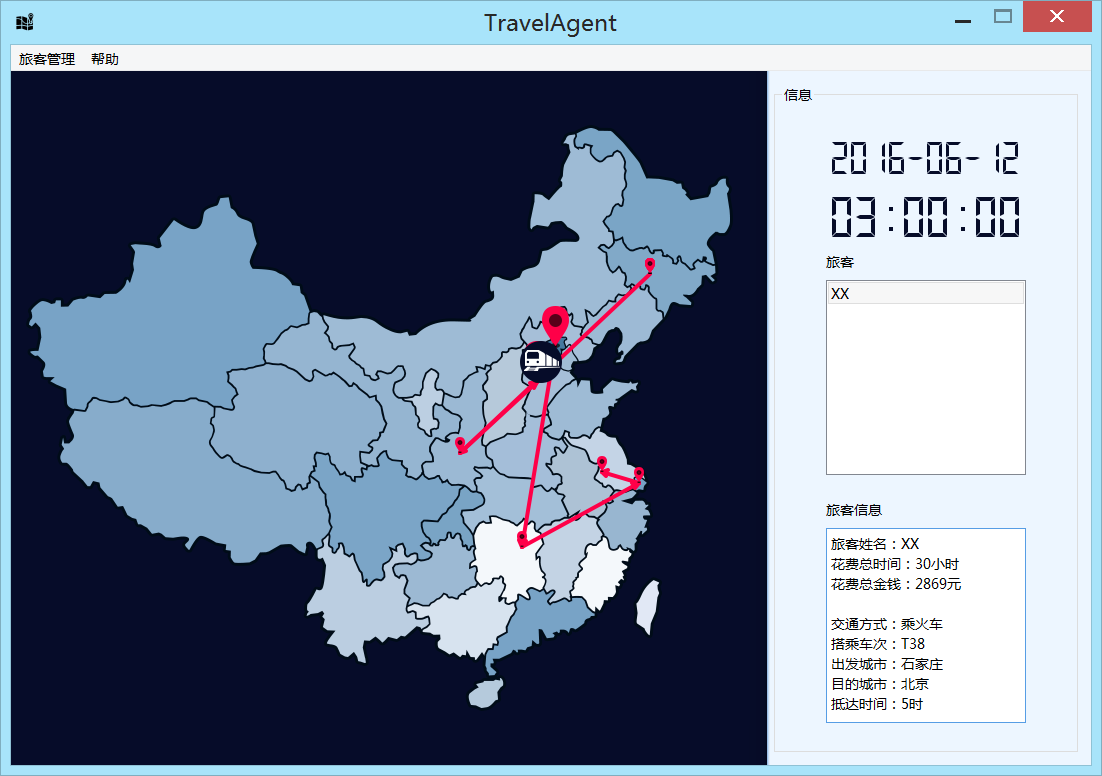 TravelAgent
旅客管理 帮助
信息
2016-06-12
03:00:00
旅客
XX
旅客信息
旅客姓名：XX
花费总时间：30小时
花费总金钱：2869元
交通方式：乘火车
搭乘车次：T38
出发城市：石家庄
目的城市：北京
抵达时间：5时